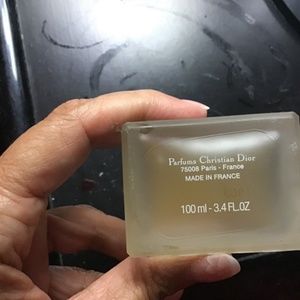 Parfums Christian Dior
75008 Paris - France
MADE IN FRANCE
100 ml - 3.4 FL.OZ